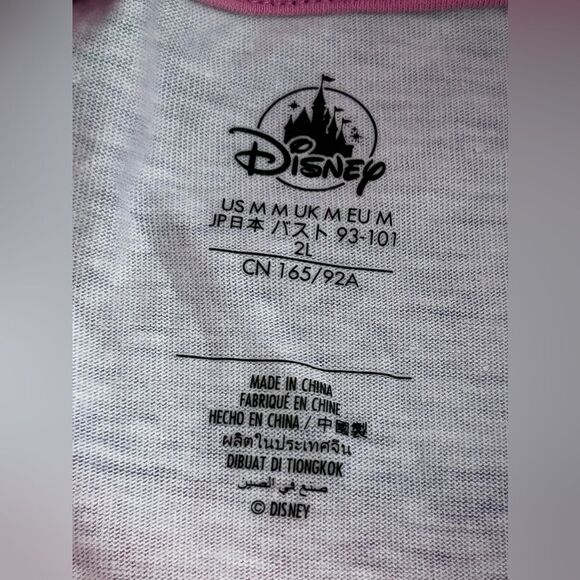 Disney
US M M UK M EU M
JP日本 バスト 93-101
2L
CN 165/92A
MADE IN CHINA
FABRIQUÉ EN CHINE
HECHO EN CHINA / 中國製
ผลิตในประเทศจีน
DIBUAT DI TIONGKOK
صنع في الصين
© DISNEY